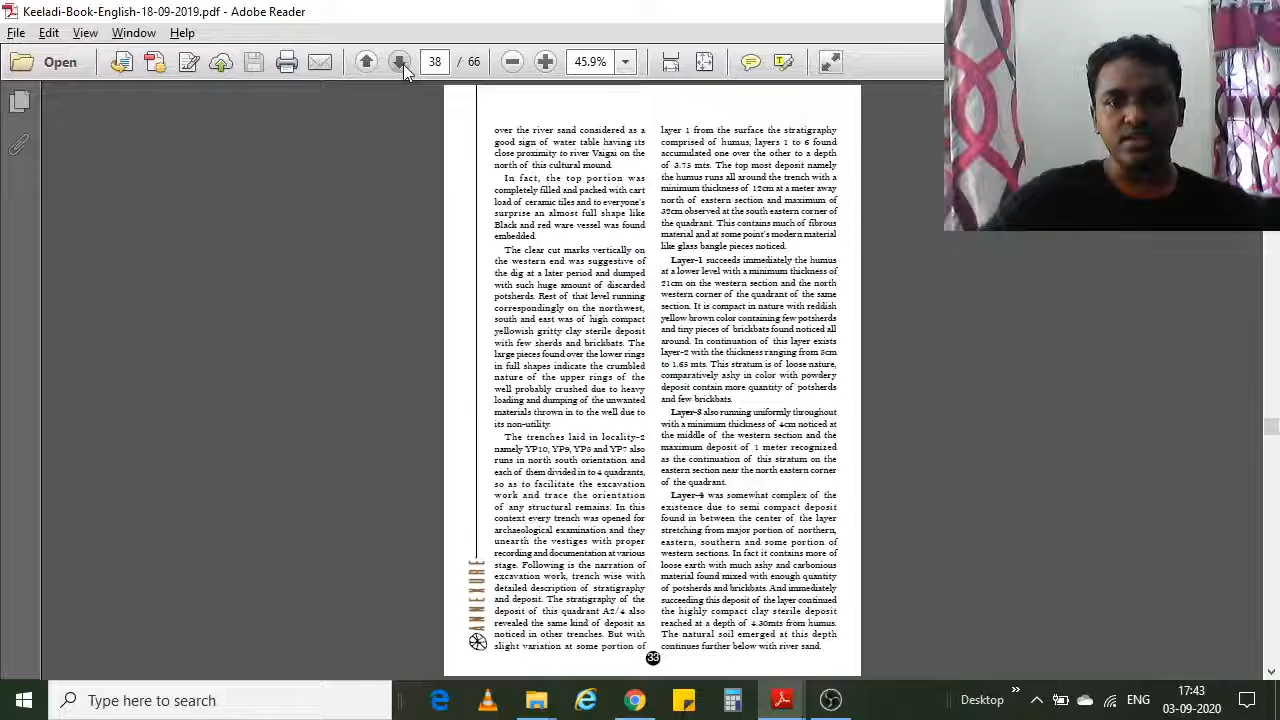 Keeladi-Book-English-18-09-2019.pdf - Adobe Reader
File Edit View Window Help
Open 38 / 66 45.9%
over the river sand considered as a
good sign of water table having its
close proximity to river Vaigai on the
north of this cultural mound.
In fact, the top portion was
completely filled and packed with cart
load of ceramic tiles and to everyone's
surprise an almost full shape like
Black and red ware vessel was found
embedded.
The clear cut marks vertically on
the western end was suggestive of
the dig at a later period and dumped
with such huge amount of discarded
potsherds. Rest of that level running
correspondingly on the northwest,
south and east was of high compact
yellowish gritty clay sterile deposit
with few sherds and brickbats. The
large pieces found over the lower rings
in full shapes indicate the crumbled
nature of the upper rings of the
well probably crushed due to heavy
loading and dumping of the unwanted
materials thrown in to the well due to
its non-utility.
The trenches laid in locality-2
namely YP10, YP9, YP8 and YP7 also
runs in north south orientation and
each of them divided in to 4 quadrants,
so as to facilitate the excavation
work and trace the orientation
of any structural remains. In this
context every trench was opened for
archaeological examination and they
unearth the vestiges with proper
recording and documentation at various
stage. Following is the narration of
excavation work, trench wise with
detailed description of stratigraphy
and deposit. The stratigraphy of the
deposit of this quadrant A2/4 also
revealed the same kind of deposit as
noticed in other trenches. But with
slight variation at some portion of
layer 1 from the surface the stratigraphy
comprised of humus, layers 1 to 6 found
accumulated one over the other to a depth
of 3.75 mts. The top most deposit namely
the humus runs all around the trench with a
minimum thickness of 12cm at a meter away
north of eastern section and maximum of
32cm observed at the south eastern corner of
the quadrant. This contains much of fibrous
material and at some point's modern material
like glass bangle pieces noticed.
Layer-1 succeeds immediately the humus
at a lower level with a minimum thickness of
21cm on the western section and the north
western corner of the quadrant of the same
section. It is compact in nature with reddish
yellow brown color containing few potsherds
and tiny pieces of brickbats found noticed all
around. In continuation of this layer exists
layer-2 with the thickness ranging from 8cm
to 1.65 mts. This stratum is of loose nature,
comparatively ashy in color with powdery
deposit contain more quantity of potsherds
and few brickbats.
Layer-3 also running uniformly throughout
with a minimum thickness of 4cm noticed at
the middle of the western section and the
maximum deposit of 1 meter recognized
as the continuation of this stratum on the
eastern section near the north eastern corner
of the quadrant.
Layer-4 was somewhat complex of the
existence due to semi compact deposit
found in between the center of the layer
stretching from major portion of northern,
eastern, southern and some portion of
western sections. In fact it contains more of
loose earth with much ashy and carbonious
material found mixed with enough quantity
of potsherds and brickbats. And immediately
succeeding this deposit of the layer continued
the highly compact clay sterile deposit
reached at a depth of 4.30mts from humus.
The natural soil emerged at this depth
continues further below with river sand.
ANNEXURE
33
Type here to search
Desktop
ENG
17:43
03-09-2020